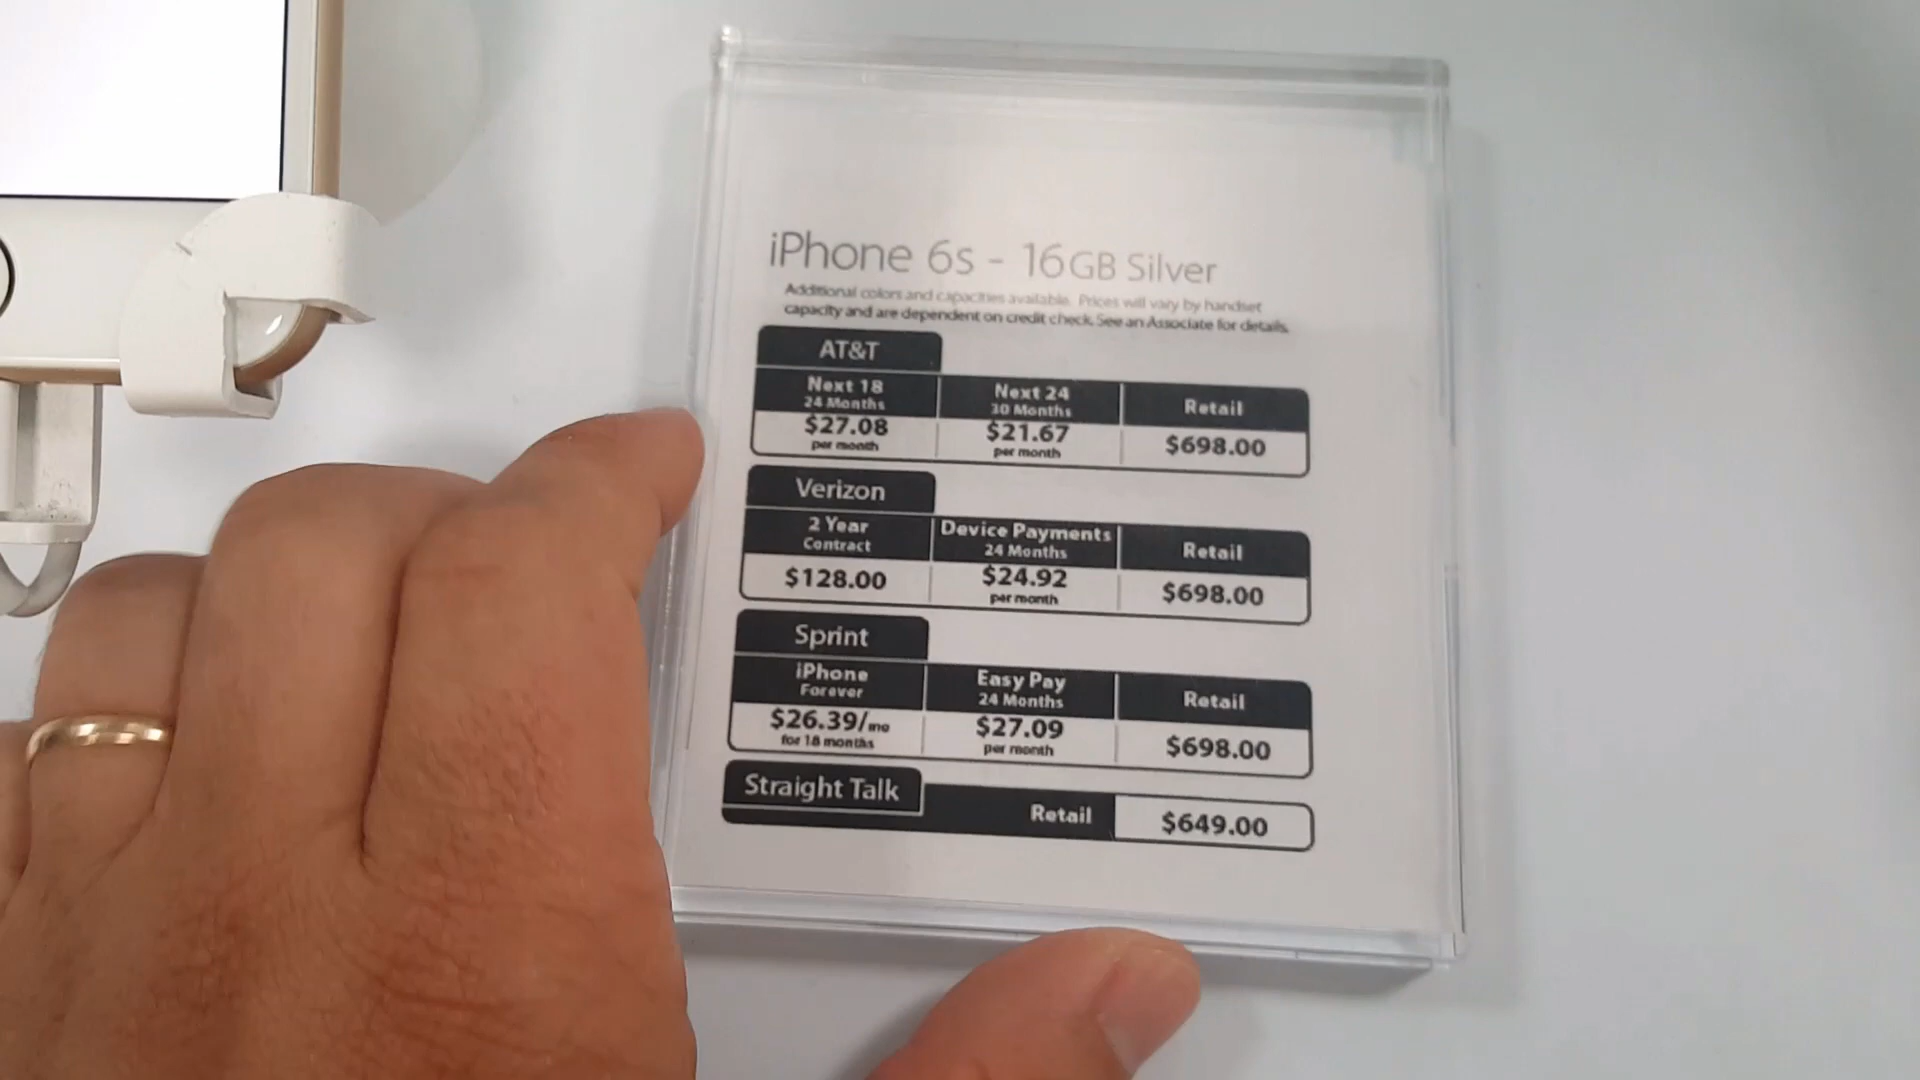 iPhone 6s - 16GB Silver
Additional colors and capacities available. Prices will vary by handset
capacity and are dependent on credit check. See an Associate for details.
AT&T
Next 18 Next 24 Retail
24 Months 30 Months
$27.08 $21.67 $698.00
per month per month
Verizon
2 Year Device Payments Retail
Contract 24 Months
$128.00 $24.92 $698.00
per month
Sprint
iPhone Easy Pay Retail
Forever 24 Months
$26.39/mo $27.09 $698.00
for 18 months per month
Straight Talk
Retail $649.00